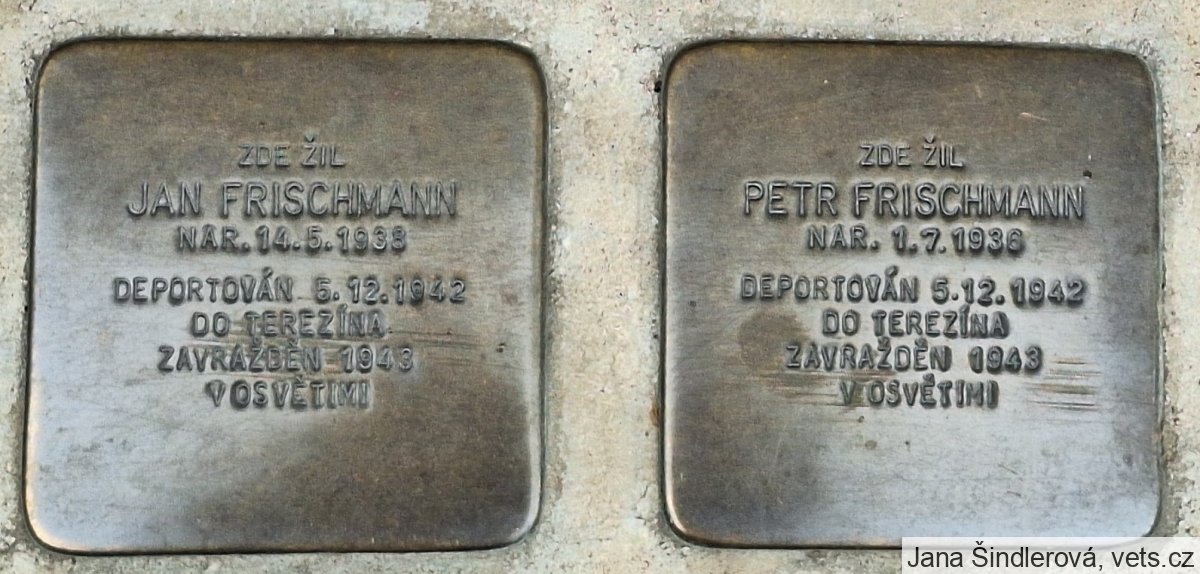 ZDE ŽIL
JAN FRISCHMANN
NAR. 14.5.1938
DEPORTOVÁN 5.12.1942
DO TEREZÍNA
ZAVRAŽDĚN 1943
V OSVĚTIMI
ZDE ŽIL
PETR FRISCHMANN
NAR. 1.7.1936
DEPORTOVÁN 5.12.1942
DO TEREZÍNA
ZAVRAŽDĚN 1943
V OSVĚTIMI
Jana Šindlerová, vets.cz